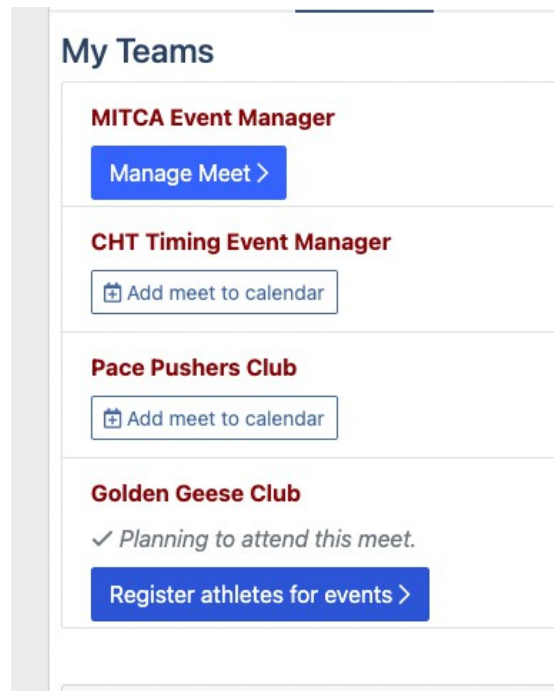 My Teams
MITCA Event Manager
Manage Meet
CHT Timing Event Manager
Add meet to calendar
Pace Pushers Club
Add meet to calendar
Golden Geese Club
Planning to attend this meet.
Register athletes for events